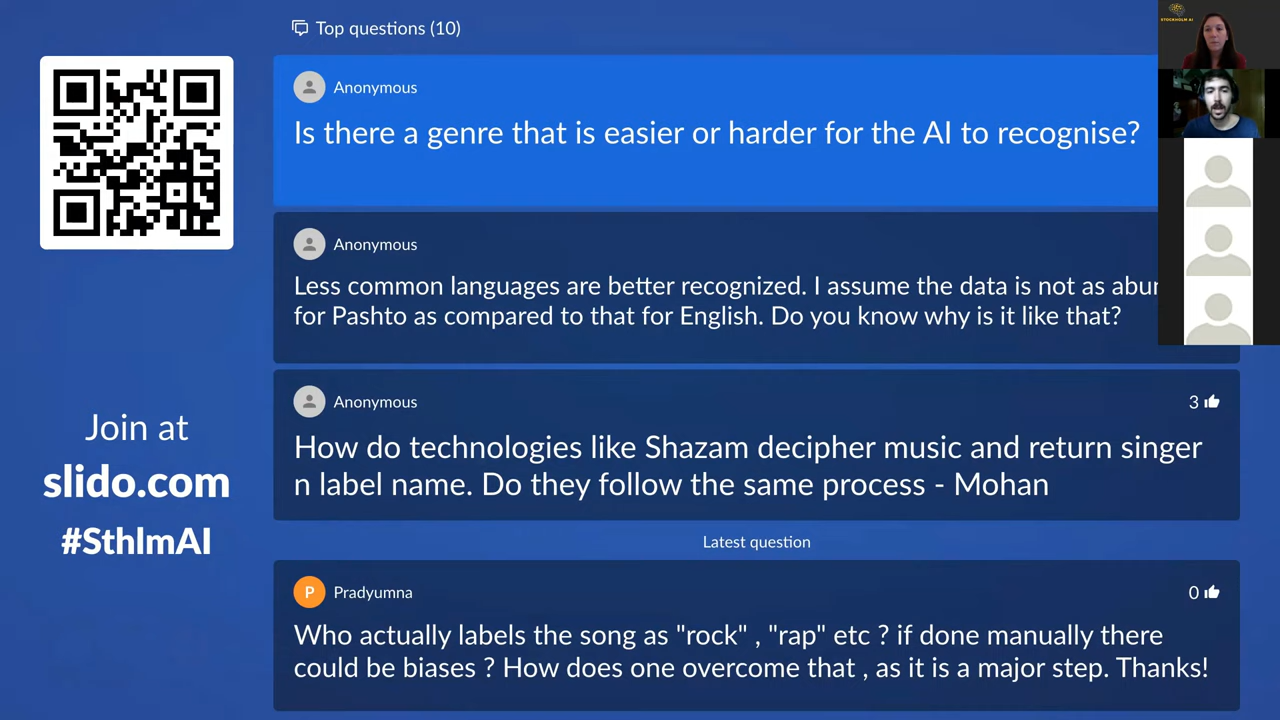 Top questions (10)
STOCKHOLM AI
Anonymous
Is there a genre that is easier or harder for the AI to recognise?
Anonymous
Less common languages are better recognized. I assume the data is not as
for Pashto as compared to that for English. Do you know why is it like that?
Join at
slido.com
#SthlmAI
Anonymous
3
How do technologies like Shazam decipher music and return singer
n label name. Do they follow the same process - Mohan
Latest question
P
Pradyumna
0
Who actually labels the song as "rock" , "rap" etc ? if done manually there
could be biases ? How does one overcome that , as it is a major step. Thanks!